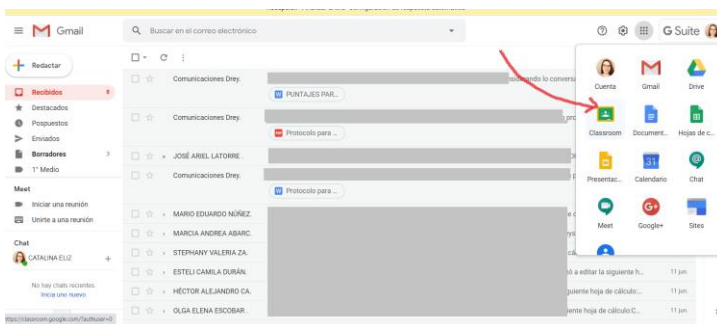 Gmail
Buscar en el correo electrónico
G Suite
Redactar
Recibidos
Destacados
Pospuestos
Enviados
Borradores
1° Medio
Meet
Iniciar una reunión
Unirte a una reunión
Chat
CATALINA ELIZ
No hay chats recientes.
Inicia uno nuevo
https://classroom.google.com/?authuser=0
Comunicaciones Drey.
W PUNTAJES PAR...
Comunicaciones Drey.
PDF Protocolo para ...
JOSÉ ARIEL LATORRE .
Comunicaciones Drey.
W Protocolo para ...
MARIO EDUARDO NÚÑEZ.
MARCIA ANDREA ABARC.
STEPHANY VALERIA ZA.
ESTELI CAMILA DURÁN.
ó a editar la siguiente h...
11 jun.
HÉCTOR ALEJANDRO CA.
guiente hoja de cálculo:...
11 jun.
OLGA ELENA ESCOBAR .
ente hoja de cálculo:C...
11 jun.
Cuenta
Gmail
Drive
Classroom
Document...
Hojas de c...
Presentac...
31
Calendario
Chat
Meet
G+
Google+
Sites